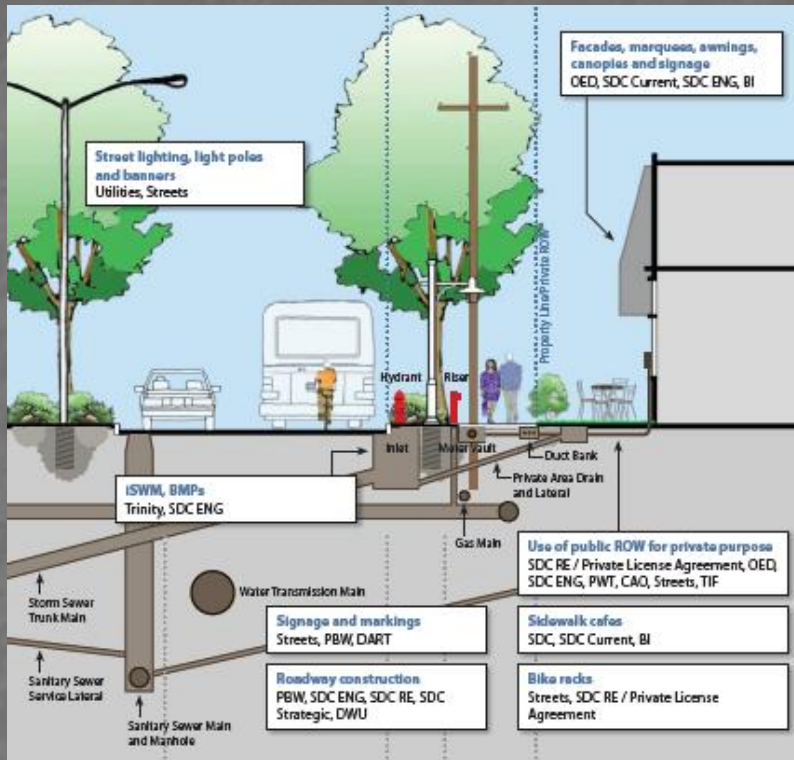 Facades, marquees, awnings,
canopies and signage
OED, SDC Current, SDC ENG, BI
Street lighting, light poles
and banners
Utilities, Streets
Property Line/Private ROW
Hydrant
Riser
Inlet
Meter Vault
Duct Bank
Private Area Drain
and Lateral
iSWM, BMPs
Trinity, SDC ENG
Gas Main
Use of public ROW for private purpose
SDC RE / Private License Agreement, OED,
SDC ENG, PWT, CAO, Streets, TIF
Storm Sewer
Trunk Main
Water Transmission Main
Signage and markings
Streets, PBW, DART
Sidewalk cafes
SDC, SDC Current, BI
Sanitary Sewer
Service Lateral
Roadway construction
PBW, SDC ENG, SDC RE, SDC
Strategic, DWU
Bike racks
Streets, SDC RE / Private License
Agreement
Sanitary Sewer Main
and Manhole